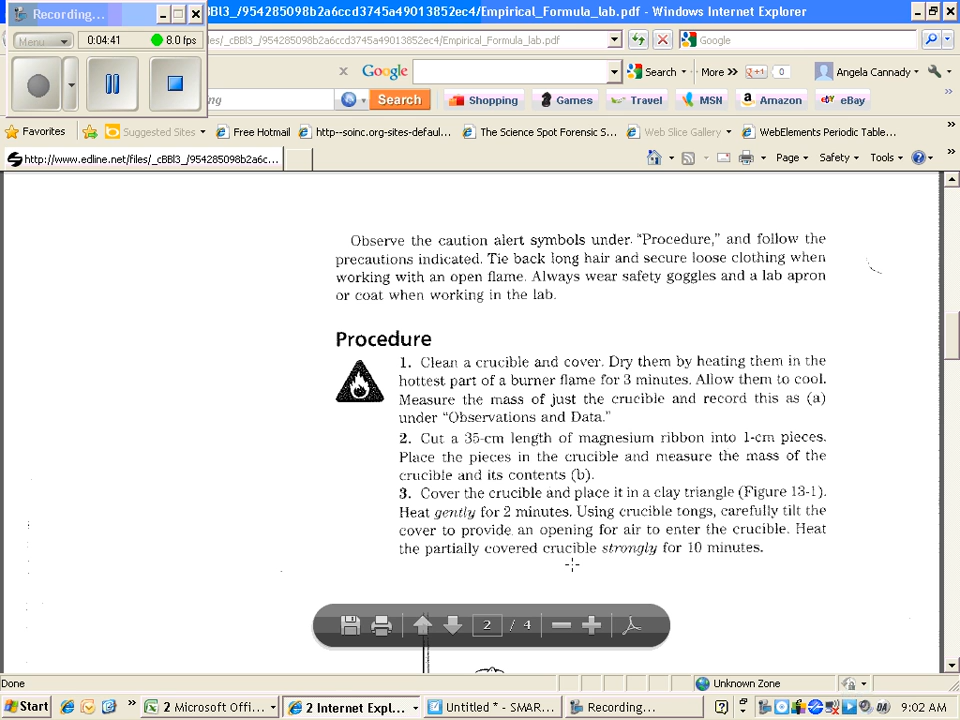 Recording...
_cBBl3_/954285098b2a6ccd3745a49013852ec4/Empirical_Formula_lab.pdf - Windows Internet Explorer
Menu
0:04:41
8.0 fps
files/_cBBl3_/954285098b2a6ccd3745a49013852ec4/Empirical_Formula_lab.pdf
Google
Google
Search
More »
+1
0
Angela Cannady
ng
Search
Shopping
Games
Travel
MSN
Amazon
eBay
Favorites
Suggested Sites
Free Hotmail
http--soinc.org-sites-defaul...
The Science Spot Forensic S...
Web Slice Gallery
WebElements Periodic Table...
http://www.edline.net/files/_cBBl3_/954285098b2a6c...
Page
Safety
Tools
Observe the caution alert symbols under "Procedure," and follow the
precautions indicated. Tie back long hair and secure loose clothing when
working with an open flame. Always wear safety goggles and a lab apron
or coat when working in the lab.
Procedure
1. Clean a crucible and cover. Dry them by heating them in the
hottest part of a burner flame for 3 minutes. Allow them to cool.
Measure the mass of just the crucible and record this as (a)
under "Observations and Data."
2. Cut a 35-cm length of magnesium ribbon into 1-cm pieces.
Place the pieces in the crucible and measure the mass of the
crucible and its contents (b).
3. Cover the crucible and place it in a clay triangle (Figure 13-1).
Heat gently for 2 minutes. Using crucible tongs, carefully tilt the
cover to provide an opening for air to enter the crucible. Heat
the partially covered crucible strongly for 10 minutes.
2 / 4
Done
Unknown Zone
Start
2 Microsoft Offi...
2 Internet Expl...
Untitled * - SMAR...
Recording...
9:02 AM